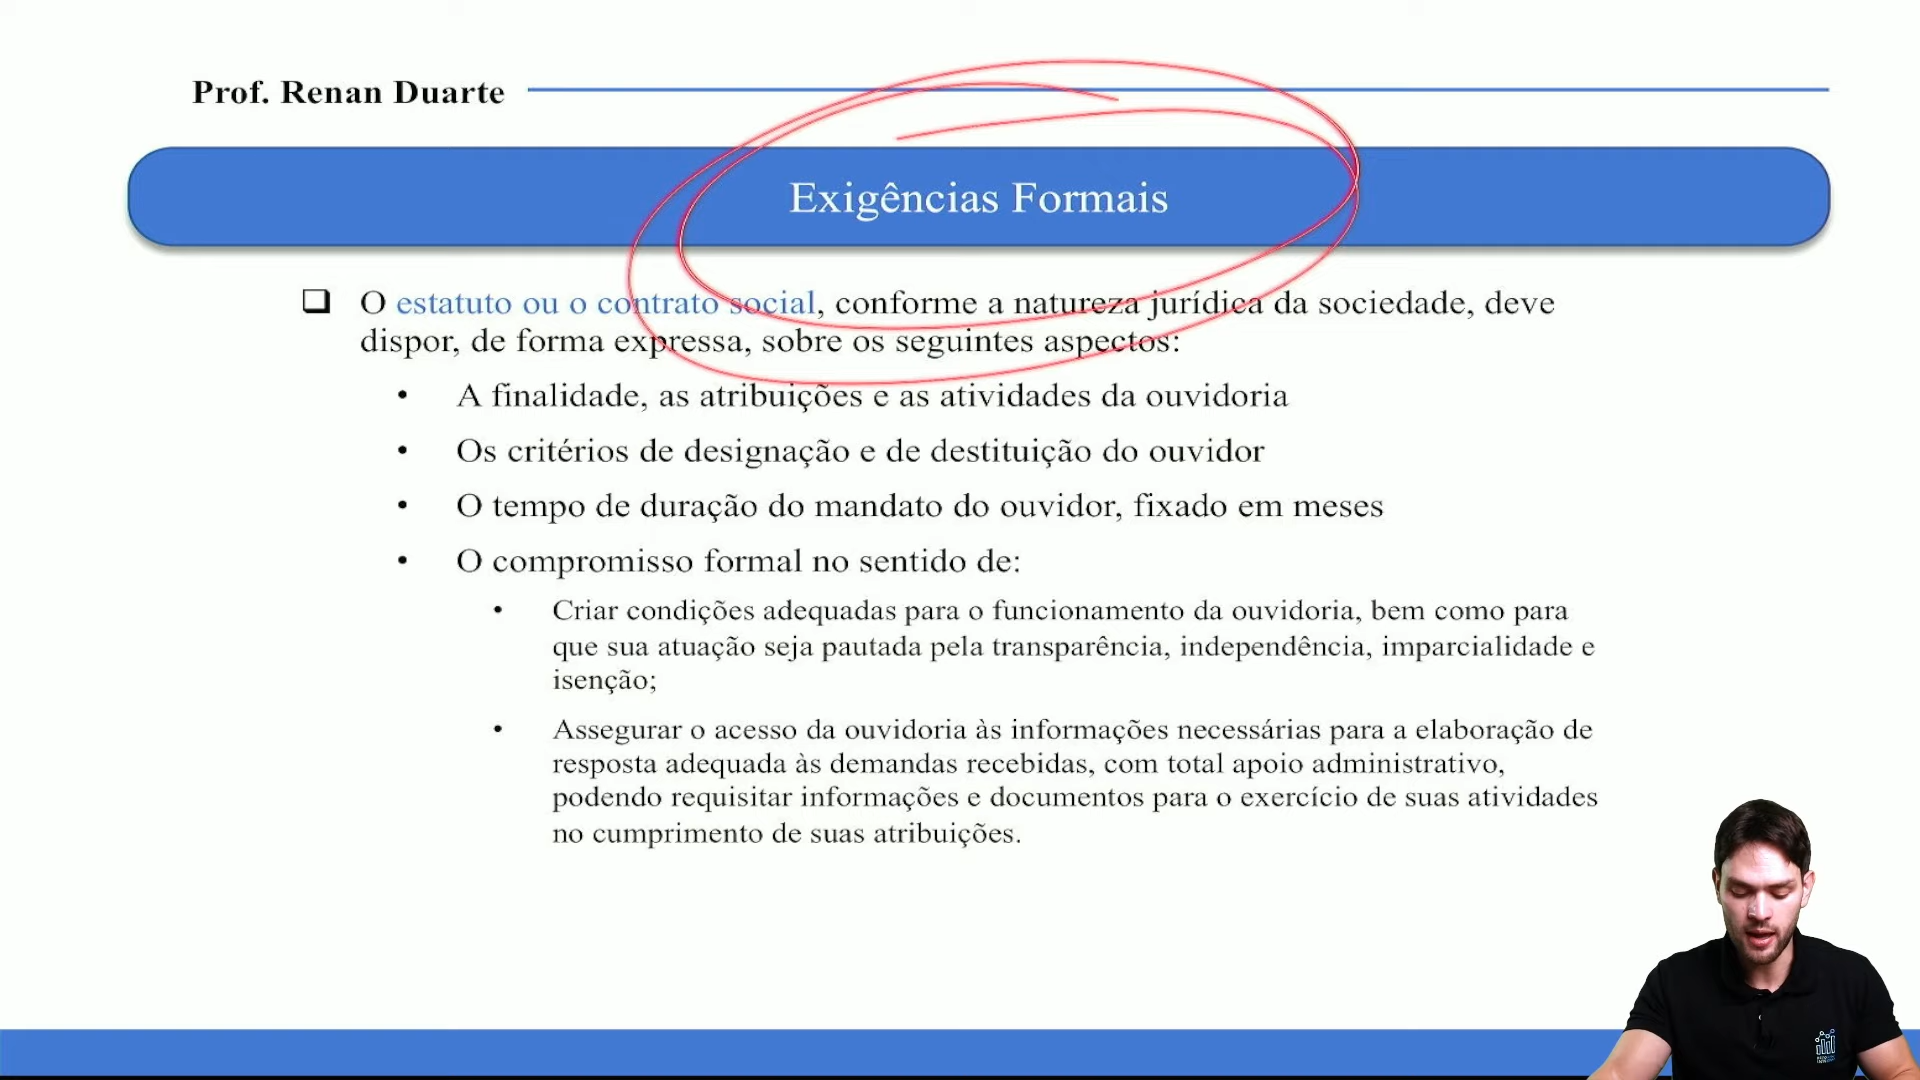 Prof. Renan Duarte
Exigências Formais
O estatuto ou o contrato social, conforme a natureza jurídica da sociedade, deve
dispor, de forma expressa, sobre os seguintes aspectos:
• A finalidade, as atribuições e as atividades da ouvidoria
• Os critérios de designação e de destituição do ouvidor
• O tempo de duração do mandato do ouvidor, fixado em meses
• O compromisso formal no sentido de:
• Criar condições adequadas para o funcionamento da ouvidoria, bem como para
que sua atuação seja pautada pela transparência, independência, imparcialidade e
isenção;
• Assegurar o acesso da ouvidoria às informações necessárias para a elaboração de
resposta adequada às demandas recebidas, com total apoio administrativo,
podendo requisitar informações e documentos para o exercício de suas atividades
no cumprimento de suas atribuições.